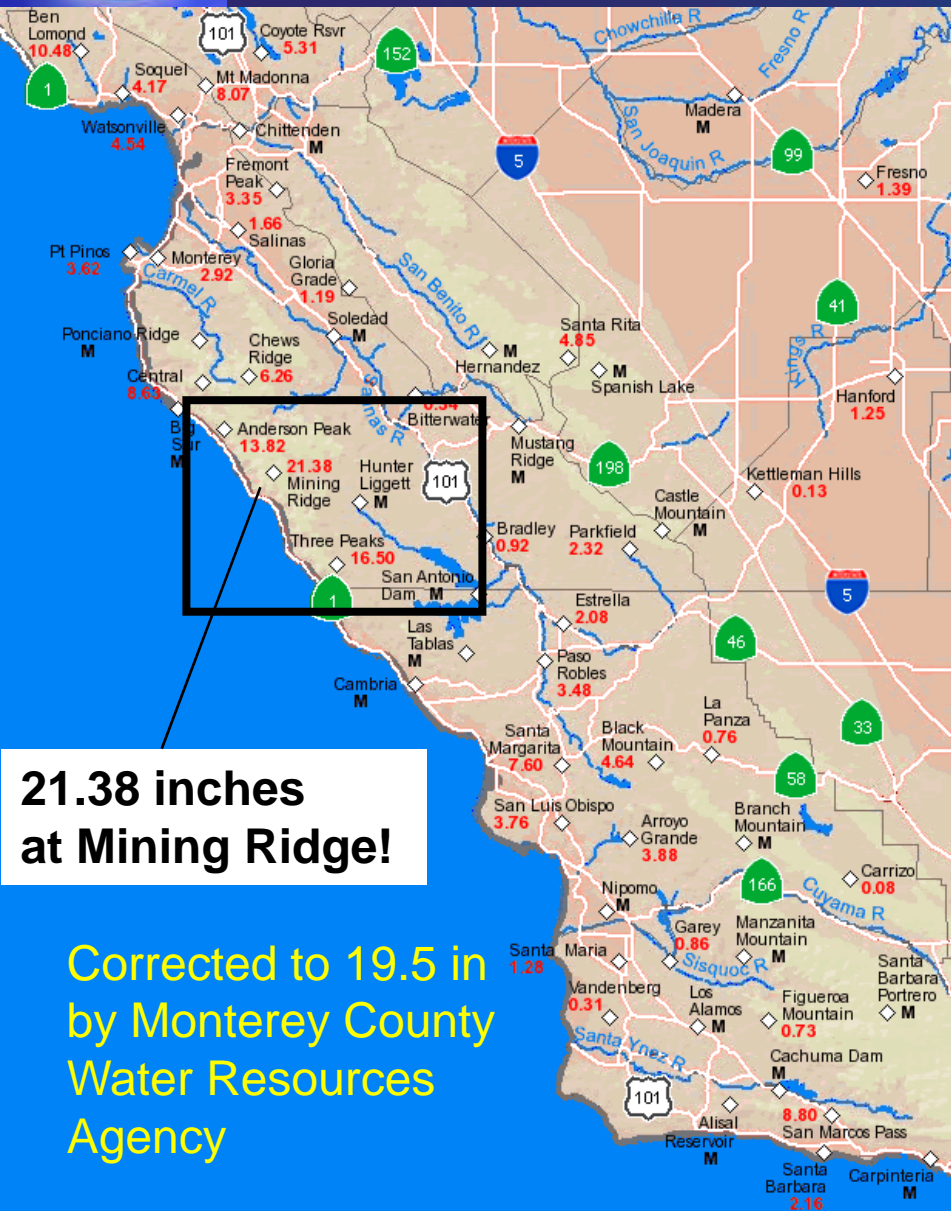 Ben
Lomond
10.48
101
Coyote Rsvr
5.31
152
Chowchilla R
Fresno R
1
Soquel
4.17
Mt Madonna
8.07
Watsonville
4.54
Chittenden
M
Madera
M
San Joaquin R
5
99
Fremont
Peak
3.35
Fresno
1.39
1.66
Salinas
Pt Pinos
3.62
Monterey
2.92
Gloria
Grade
1.19
Carmel R
San Benito R
41
Ponciano Ridge
M
Soledad
M
Chews
Ridge
6.26
M
Hernandez
Santa Rita
4.85
M
Spanish Lake
Kings R
Central
8.63
Salinas R
0.34
Bitterwater
Hanford
1.25
Big
Sur
M
Anderson Peak
13.82
Mustang
Ridge
M
198
21.38
Mining
Ridge
Hunter
Liggett
M
101
Kettleman Hills
0.13
Castle
Mountain
M
Three Peaks
16.50
Bradley
0.92
Parkfield
2.32
San Antonio
Dam M
5
1
Estrella
2.08
Las
Tablas
M
46
Paso
Robles
3.48
Cambria
M
La
Panza
0.76
33
Santa
Margarita
7.60
Black
Mountain
4.64
58
21.38 inches
at Mining Ridge!
San Luis Obispo
3.76
Arroyo
Grande
3.88
Branch
Mountain
M
Carrizo
0.08
166
Cuyama R
Nipomo
M
Garey
0.86
Manzanita
Mountain
M
Corrected to 19.5 in
by Monterey County
Water Resources
Agency
Santa Maria
1.28
Sisquoc R
Santa
Barbara
Portrero
M
Vandenberg
0.31
Los
Alamos
M
Figueroa
Mountain
0.73
Santa Ynez R
Cachuma Dam
M
101
Alisal
Reservoir
M
8.80
San Marcos Pass
Santa
Barbara
2.16
Carpinteria
M